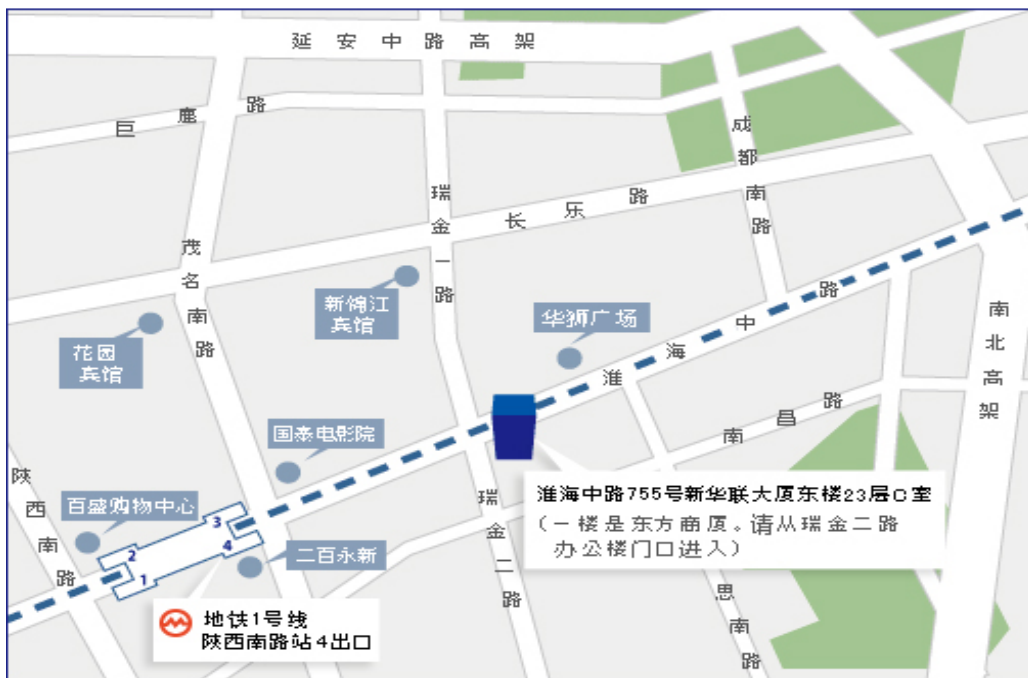 延安中路高架
巨鹿路
成都南路
瑞金一路
长乐路
茂名南路
新锦江
宾馆
华狮广场
淮海中路
南北高架
花园
宾馆
国泰电影院
南昌路
陕西南路
百盛购物中心
3
4
2
1
二百永新
瑞金二路
思南路
淮海中路755号新华联大厦东楼23层C室
(一楼是东方商厦。请从瑞金二路
办公楼门口进入)
地铁1号线
陕西南路站4出口